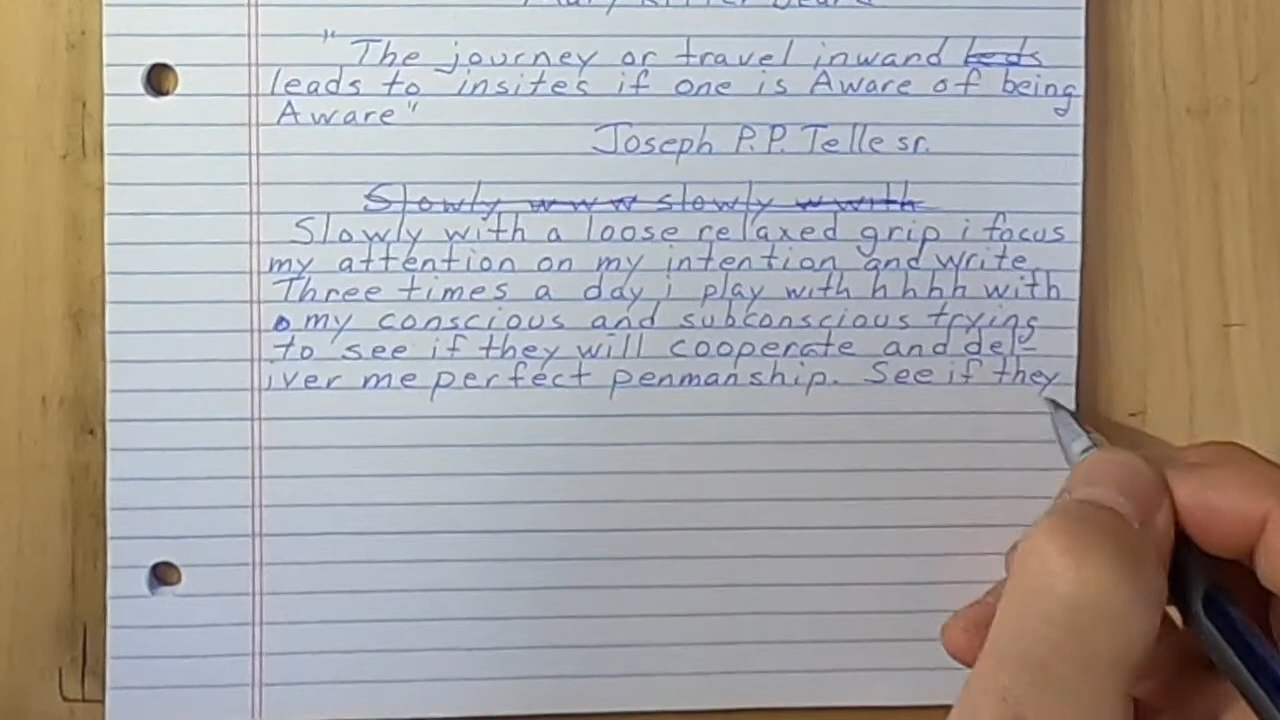 " The journey or travel inward leds
leads to insites if one is Aware of being
Aware"
Joseph P.P. Telle sr.
Slowly w w w slowly w with
Slowly with a loose relaxed grip i focus
my attention on my intention and write.
Three times a day i play with h h h h with
my conscious and subconscious trying
to see if they will cooperate and del-
iver me perfect penmanship. See if they